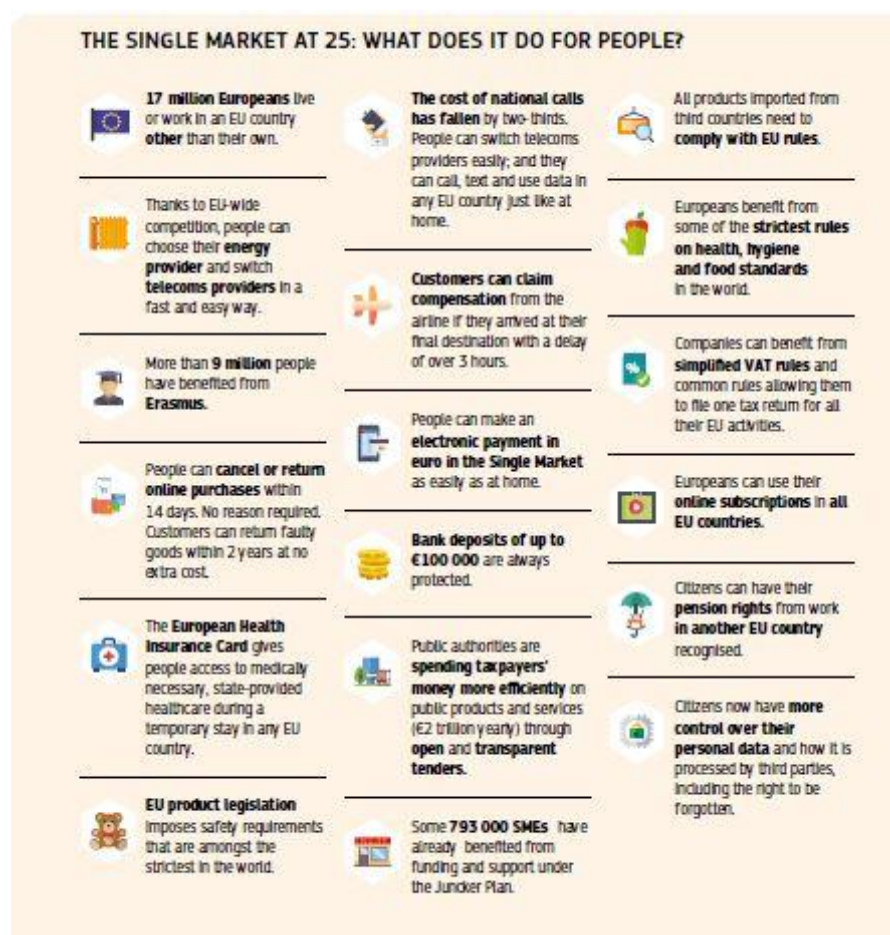 THE SINGLE MARKET AT 25: WHAT DOES IT DO FOR PEOPLE?
17 million Europeans live
or work in an EU country
other than their own.
Thanks to EU-wide
competition, people can
choose their energy
provider and switch
telecoms providers in a
fast and easy way.
More than 9 million people
have benefited from
Erasmus.
People can cancel or return
online purchases within
14 days. No reason required.
Customers can return faulty
goods within 2 years at no
extra cost.
The European Health
Insurance Card gives
people access to medically
necessary, state-provided
healthcare during a
temporary stay in any EU
country.
EU product legislation
imposes safety requirements
that are amongst the
strictest in the world.
The cost of national calls
has fallen by two- thirds.
People can switch telecoms
providers easily; and they
can call, text and use data in
any EU country just like at
home.
Customers can claim
compensation from the
airline if they arrived at their
final destination with a delay
of over 3 hours.
People can make an
electronic payment in
euro in the Single Market
as easily as at home.
Bank deposits of up to
€100 000 are always
protected.
Public authorities are
spending taxpayers'
money more efficiently on
public products and services
(€2 trillion yearly) through
open and transparent
tenders.
Some 793 000 SMEs have
already benefited from
funding and support under
the Juncker Plan.
All products imported from
third countries need to
comply with EU rules.
Europeans benefit from
some of the strictest rules
on health, hygiene
and food standards
in the world.
Companies can benefit from
simplified VAT rules and
common rules allowing them
to file one tax return for all
their EU activities.
Europeans can use their
online subscriptions in all
EU countries.
Citizens can have their
pension rights from work
in another EU country
recognised.
Citizens now have more
control over their
personal data and how it is
processed by third parties,
including the right to be
forgotten.